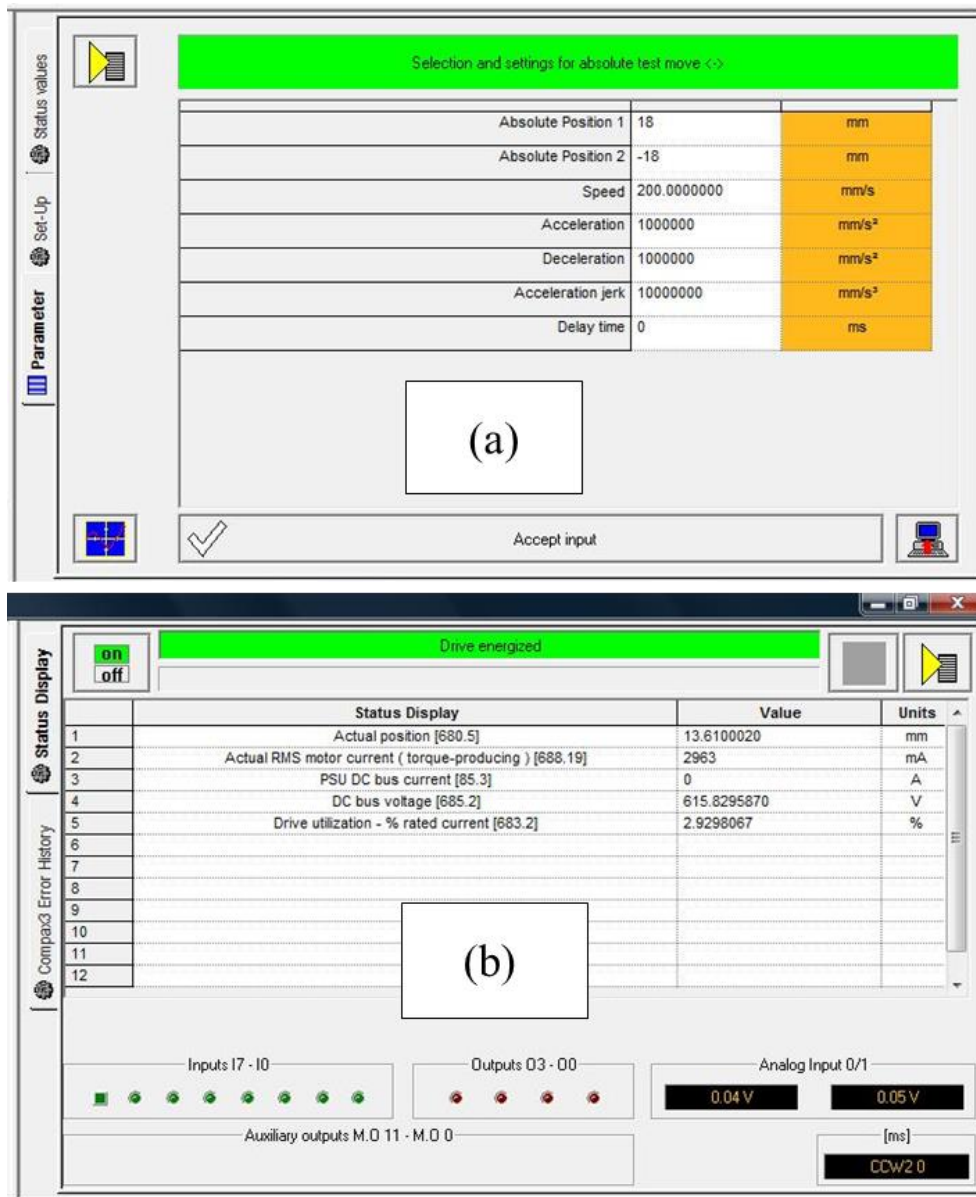 Status values
Set-Up
Parameter
Selection and settings for absolute test move <->
Absolute Position 1 18 mm
Absolute Position 2 -18 mm
Speed 200.0000000 mm/s
Acceleration 1000000 mm/s²
Deceleration 1000000 mm/s²
Acceleration jerk 10000000 mm/s³
Delay time 0 ms
(a)
Accept input
Status Display
Compax3 Error History
on
off
Drive energized
Status Display Value Units
1 Actual position [680.5] 13.6100020 mm
2 Actual RMS motor current ( torque-producing ) [688.19] 2963 mA
3 PSU DC bus current [85.3] 0 A
4 DC bus voltage [685.2] 615.8295870 V
5 Drive utilization - % rated current [683.2] 2.9298067 %
6
7
8
9
10
11
12
(b)
Inputs I7 - I0 Outputs O3 - O0 Analog Input 0/1
0.04 V 0.05 V
Auxiliary outputs M.O 11 - M.O 0 [ms]
CCW2 0